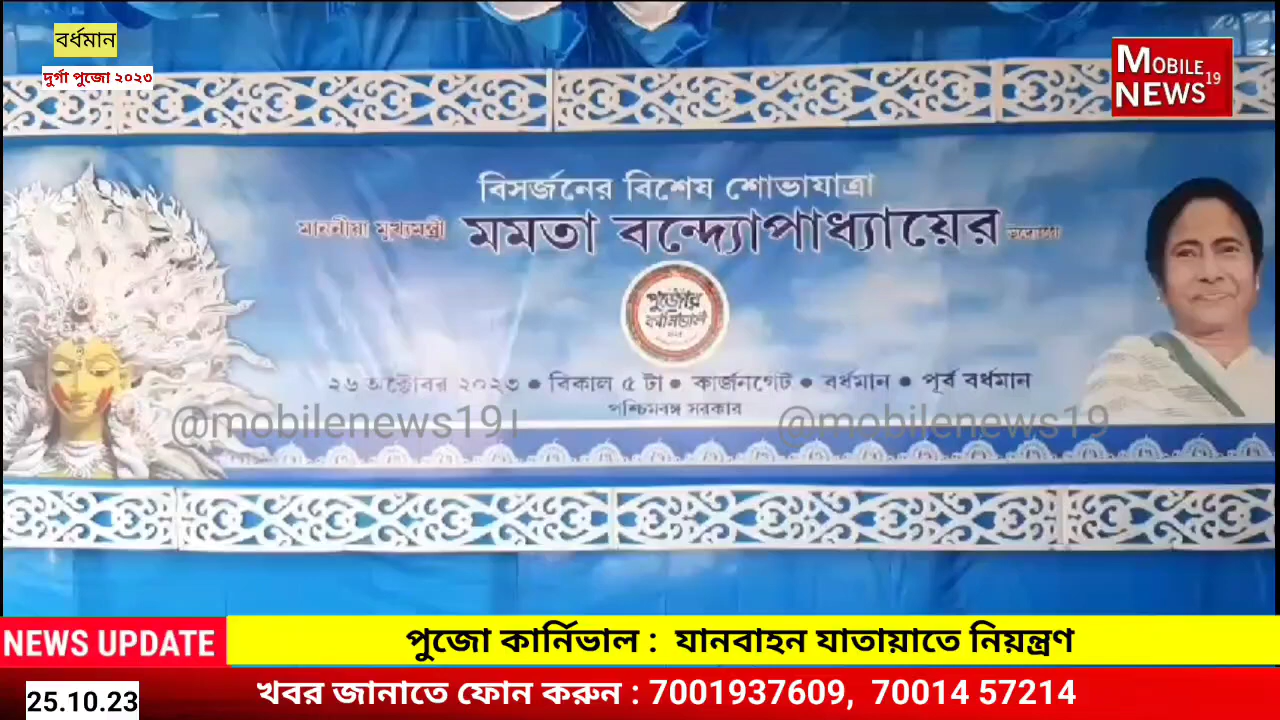 বর্ধমান
দুর্গা পুজো ২০২৩
MOBILE
NEWS 19
বিসর্জনের বিশেষ শোভাযাত্রা
মাননীয়া মুখ্যমন্ত্রী মমতা বন্দ্যোপাধ্যায়ের
পুজোর
কার্নিভাল
২৬ অক্টোবর ২০২৩ • বিকাল ৫ টা • কার্জনগেট • বর্ধমান • পূর্ব বর্ধমান
পশ্চিমবঙ্গ সরকার
@mobilenews19। @mobilenews19
NEWS UPDATE পুজো কার্নিভাল : যানবাহন যাতায়াতে নিয়ন্ত্রণ
25.10.23 খবর জানাতে ফোন করুন : 7001937609, 70014 57214